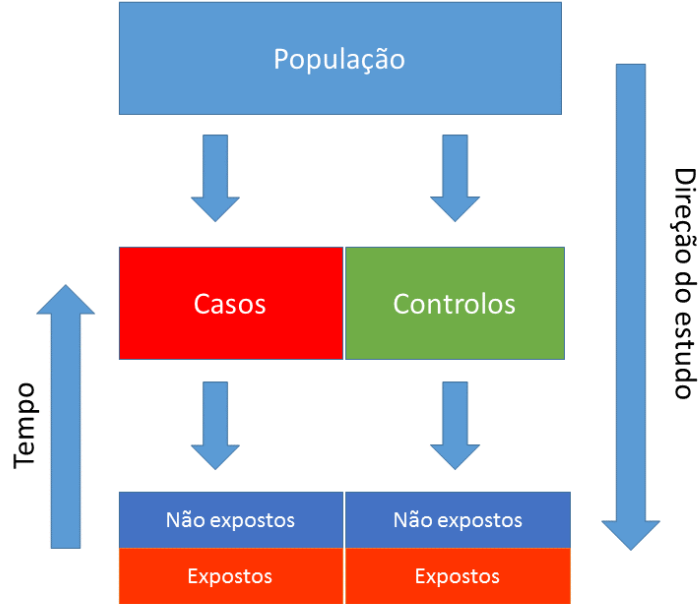 População
Direção do estudo
Casos
Controlos
Tempo
Não expostos
Não expostos
Expostos
Expostos